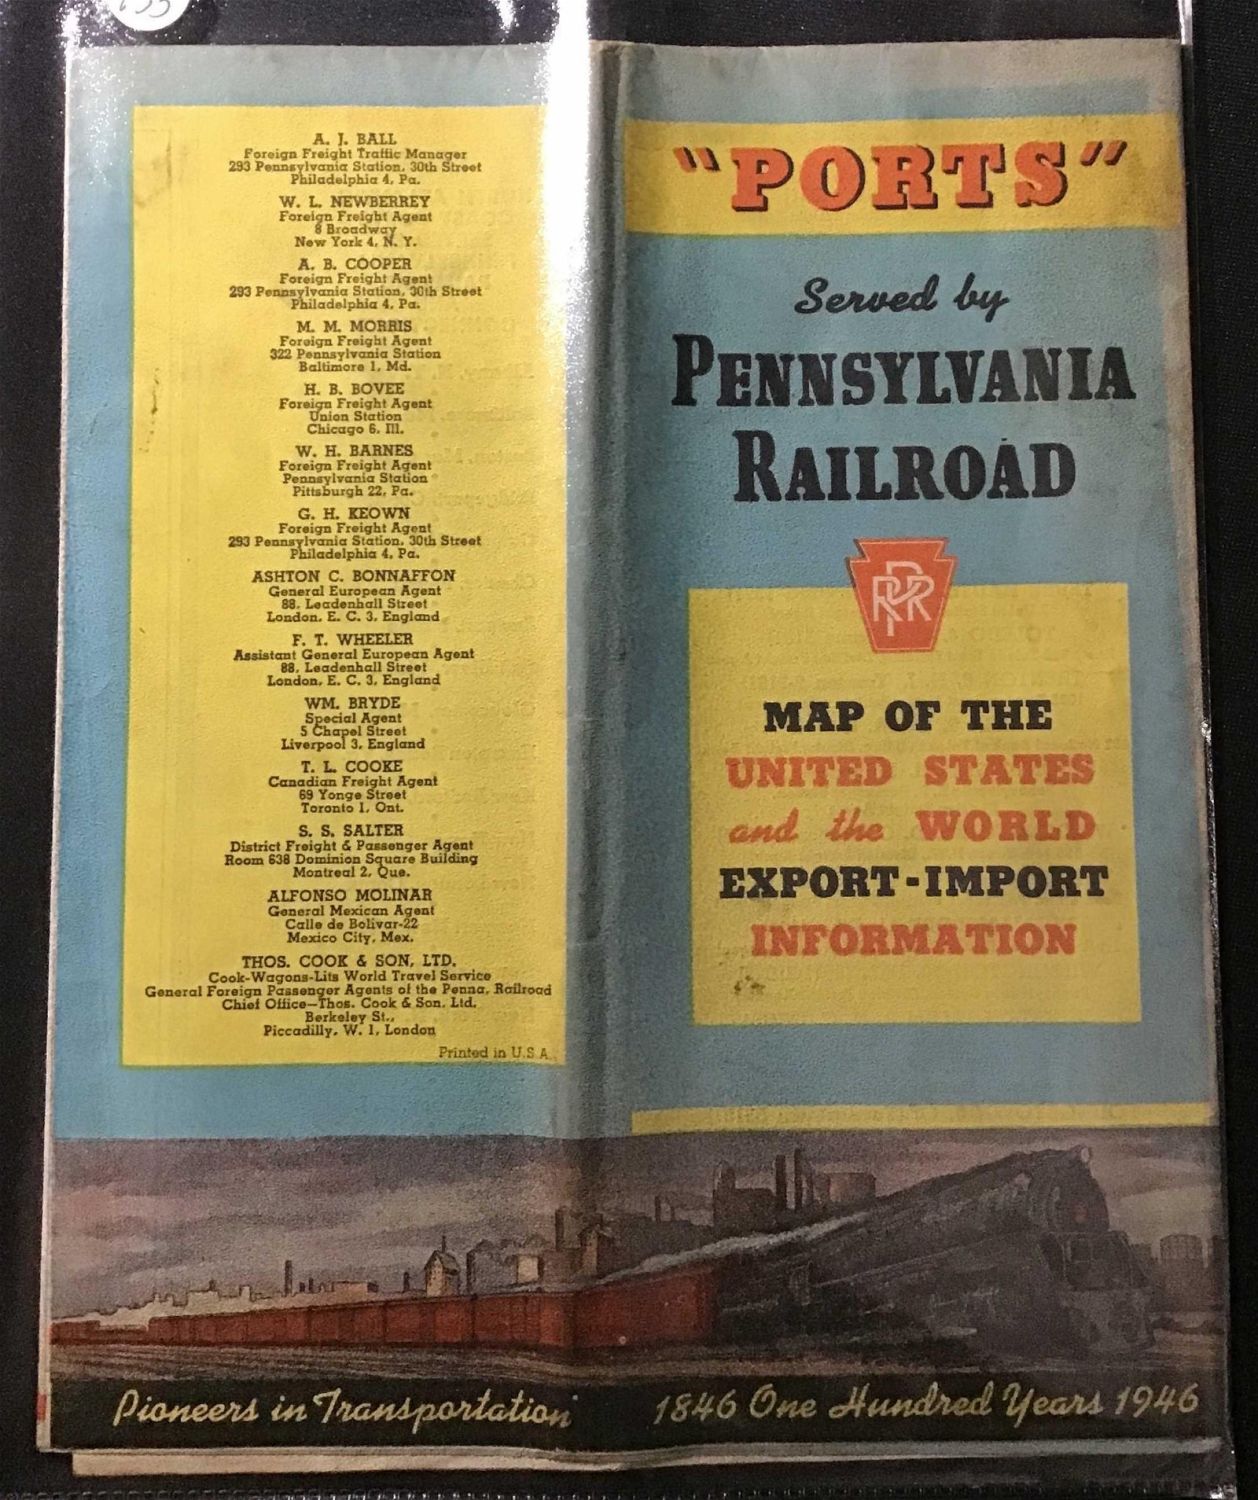 A. J. BALL
Foreign Freight Traffic Manager
293 Pennsylvania Station, 30th Street
Philadelphia 4, Pa.
W. L. NEWBERREY
Foreign Freight Agent
8 Broadway
New York 4, N. Y.
A. B. COOPER
Foreign Freight Agent
293 Pennsylvania Station, 30th Street
Philadelphia 4, Pa.
M. M. MORRIS
Foreign Freight Agent
322 Pennsylvania Station
Baltimore 1, Md.
H. B. BOVEE
Foreign Freight Agent
Union Station
Chicago 6, Ill.
W. H. BARNES
Foreign Freight Agent
Pennsylvania Station
Pittsburgh 22, Pa.
G. H. KEOWN
Foreign Freight Agent
293 Pennsylvania Station, 30th Street
Philadelphia 4, Pa.
ASHTON C. BONNAFFON
General European Agent
88, Leadenhall Street
London, E. C. 3, England
F. T. WHEELER
Assistant General European Agent
88, Leadenhall Street
London, E. C. 3, England
WM. BRYDE
Special Agent
5 Chapel Street
Liverpool 3, England
T. L. COOKE
Canadian Freight Agent
69 Yonge Street
Toronto 1, Ont.
S. S. SALTER
District Freight & Passenger Agent
Room 638 Dominion Square Building
Montreal 2, Que.
ALFONSO MOLINAR
General Mexican Agent
Calle de Bolivar-22
Mexico City, Mex.
THOS. COOK & SON, LTD.
Cook-Wagons-Lits World Travel Service
General Foreign Passenger Agents of the Penna. Railroad
Chief Office—Thos. Cook & Son, Ltd.
Berkeley St.,
Piccadilly, W. 1, London
Printed in U.S.A.
"PORTS"
Served by
PENNSYLVANIA
RAILROAD
PRR
MAP OF THE
UNITED STATES
and the WORLD
EXPORT-IMPORT
INFORMATION
Pioneers in Transportation
1846 One Hundred Years 1946